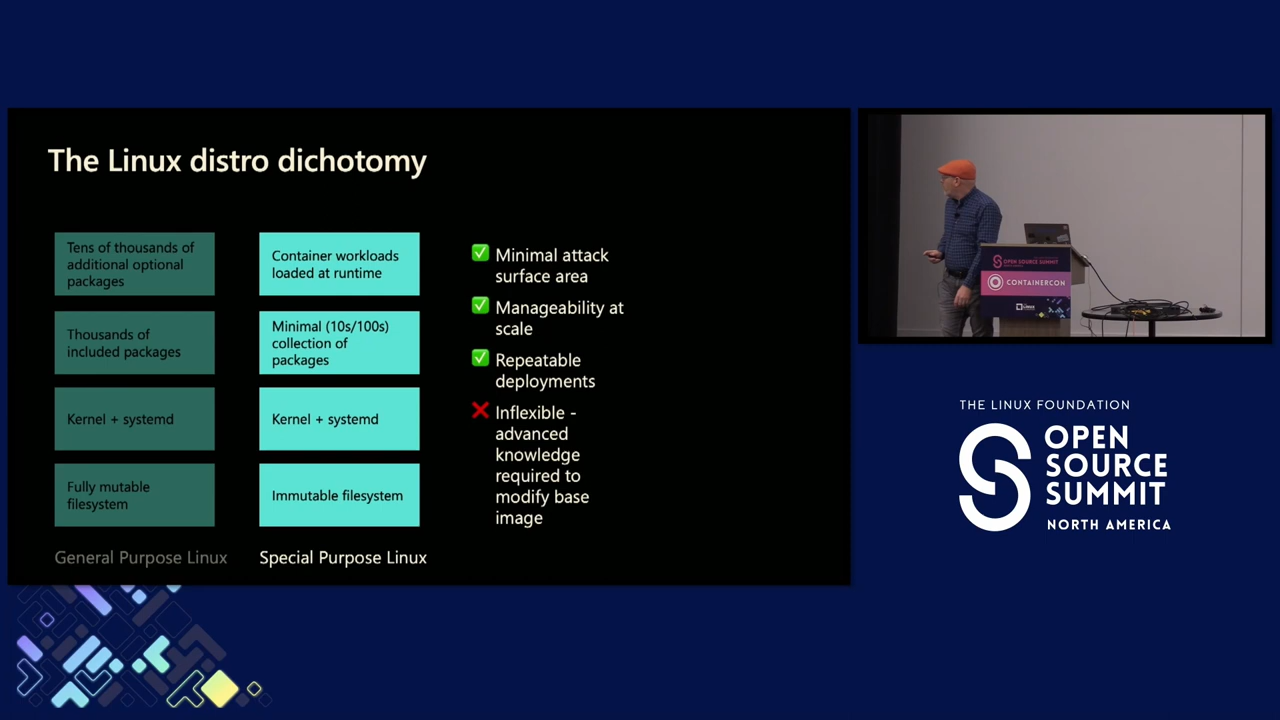 The Linux distro dichotomy
Tens of thousands of
additional optional
packages
Thousands of
included packages
Kernel + systemd
Fully mutable
filesystem
General Purpose Linux
Container workloads
loaded at runtime
Minimal (10s/100s)
collection of
packages
Kernel + systemd
Immutable filesystem
Special Purpose Linux
Minimal attack
surface area
Manageability at
scale
Repeatable
deployments
Inflexible -
advanced
knowledge
required to
modify base
image
OPEN SOURCE SUMMIT
CONTAINERCON
THE LINUX FOUNDATION
OPEN
SOURCE
SUMMIT
NORTH AMERICA